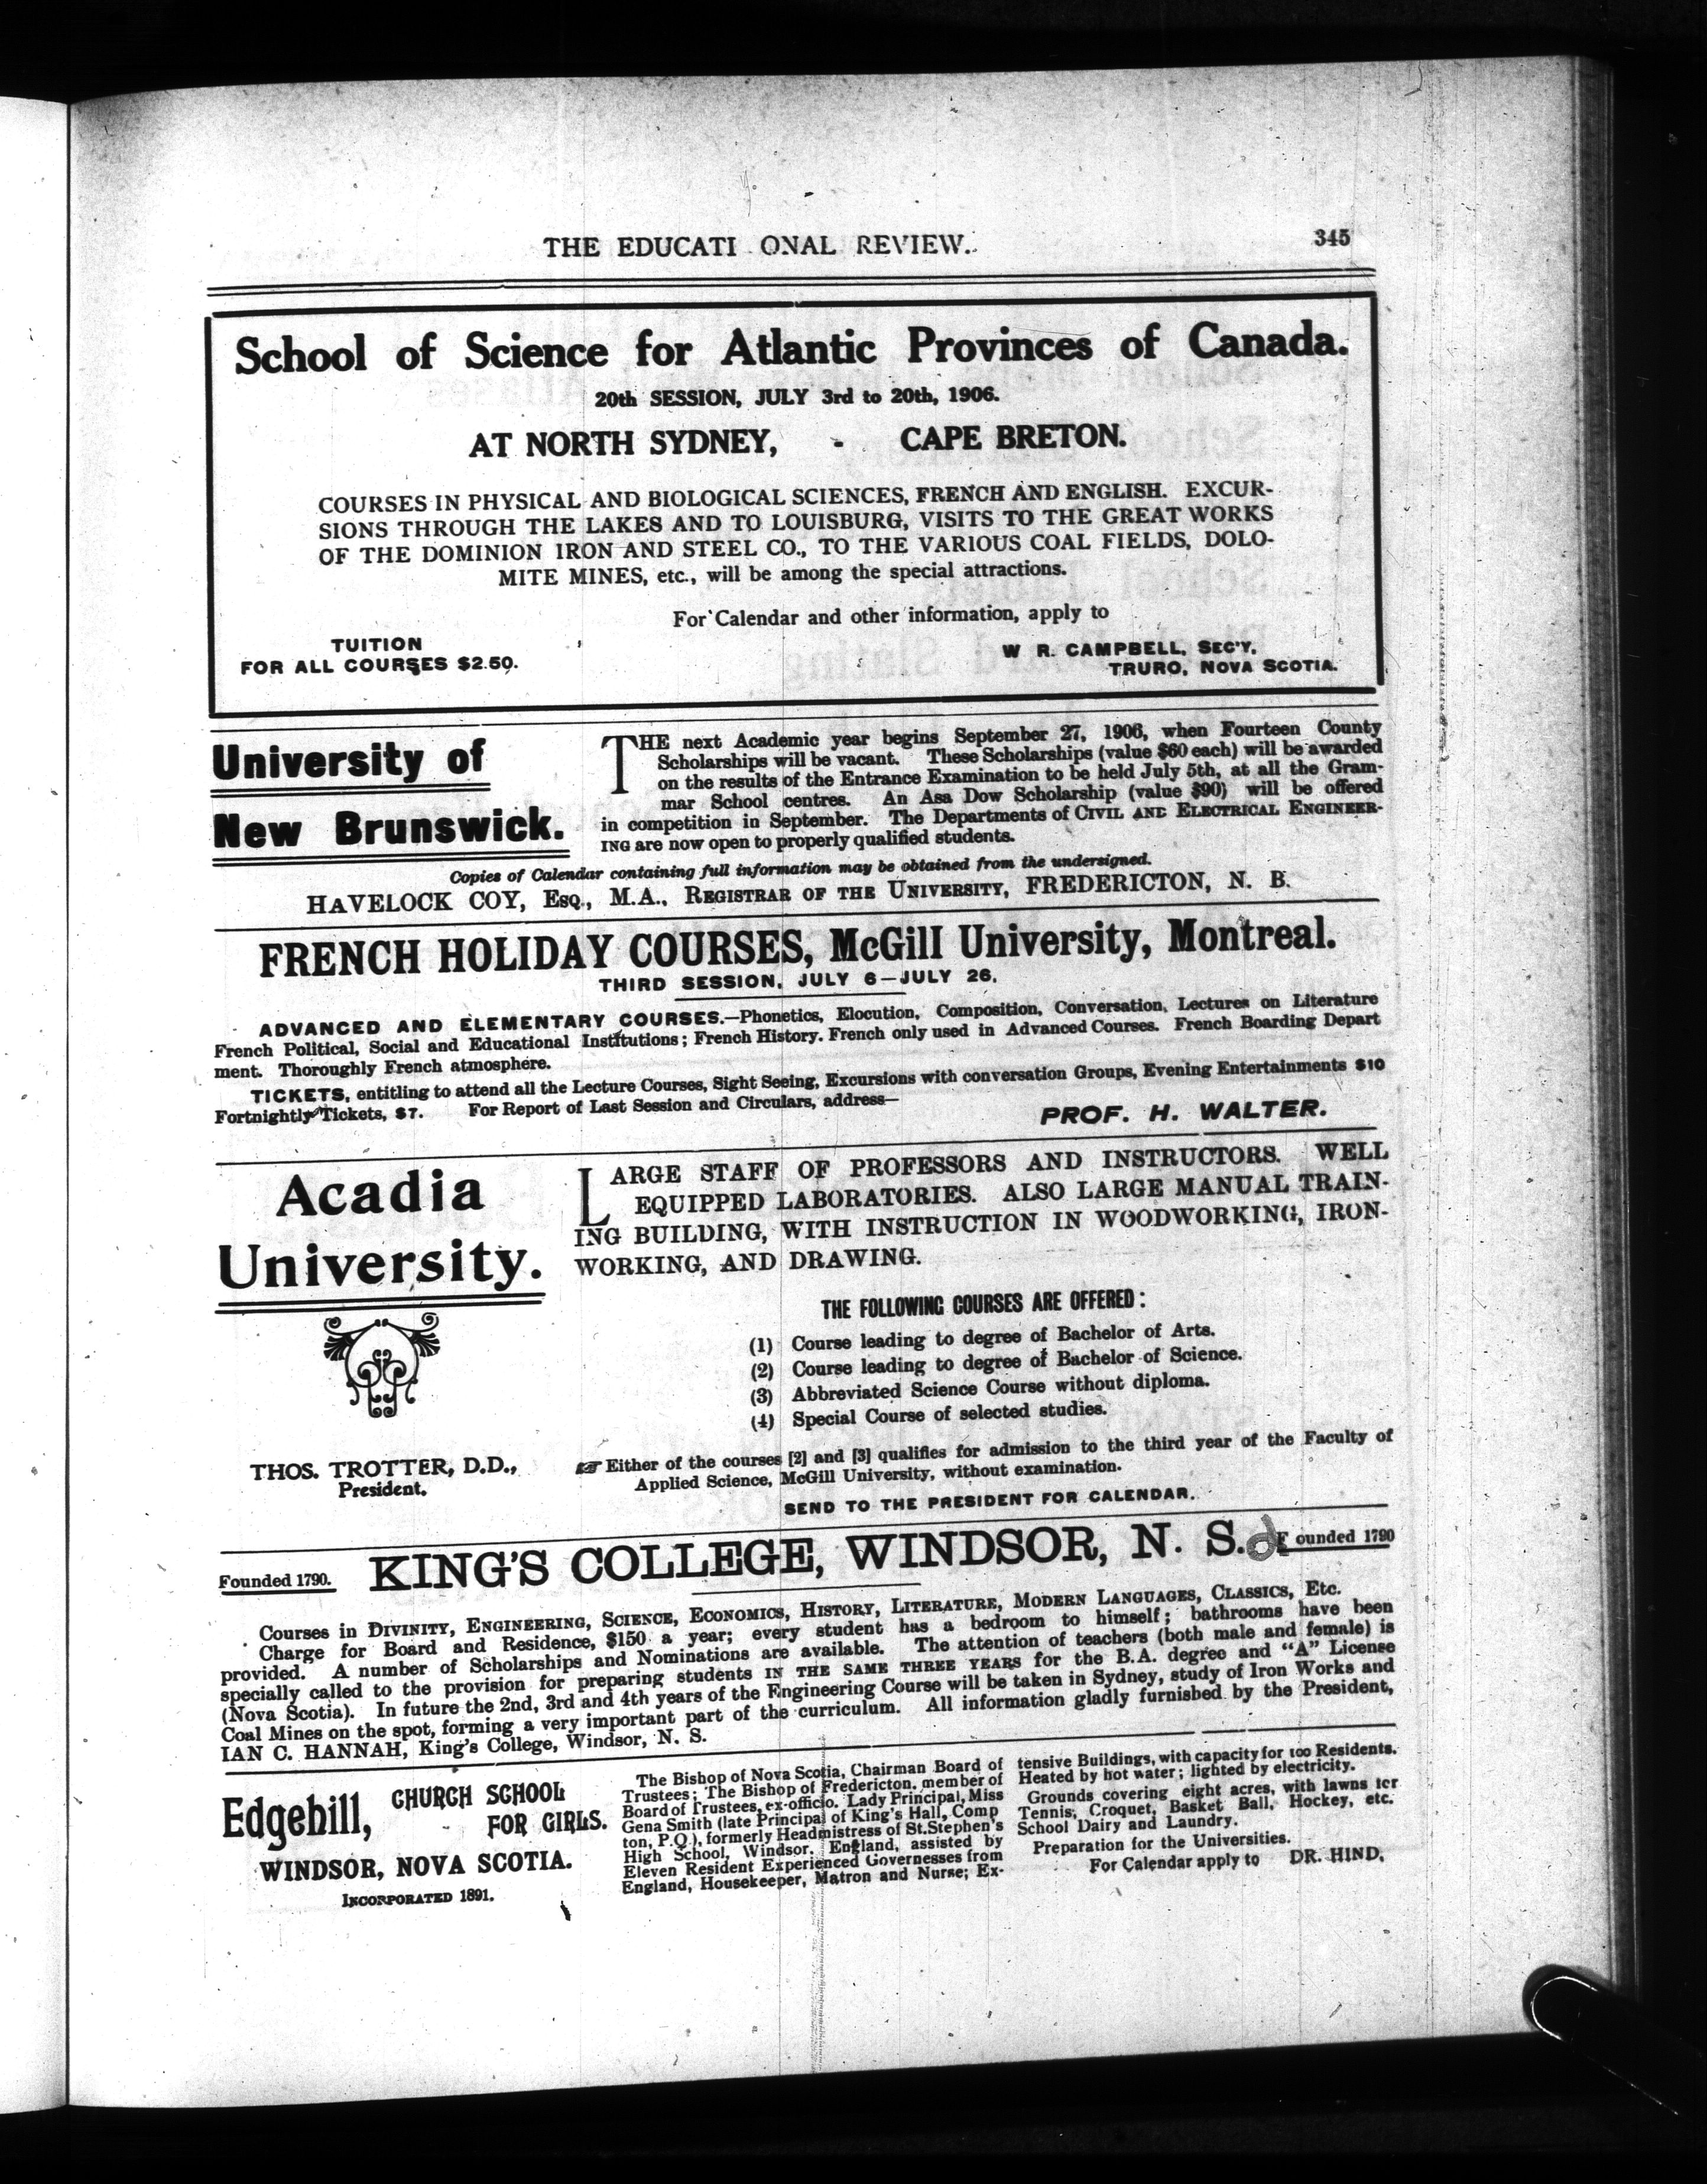 THE EDUCATI ONAL REVIEW.
345
School of Science for Atlantic Provinces of Canada.
20th SESSION, JULY 3rd to 20th, 1906.
AT NORTH SYDNEY, - CAPE BRETON.
COURSES IN PHYSICAL AND BIOLOGICAL SCIENCES, FRENCH AND ENGLISH. EXCUR-
SIONS THROUGH THE LAKES AND TO LOUISBURG, VISITS TO THE GREAT WORKS
OF THE DOMINION IRON AND STEEL CO., TO THE VARIOUS COAL FIELDS, DOLO-
MITE MINES, etc., will be among the special attractions.
For Calendar and other information, apply to
TUITION
FOR ALL COURSES $2.50.
W R. CAMPBELL, SEC'Y,
TRURO, NOVA SCOTIA.
University of
New Brunswick.
THE next Academic year begins September 27, 1906, when Fourteen County
Scholarships will be vacant. These Scholarships (value $60 each) will be awarded
on the results of the Entrance Examination to be held July 5th, at all the Gram-
mar School centres. An Asa Dow Scholarship (value $90) will be offered
in competition in September. The Departments of CIVIL AND ELECTRICAL ENGINEER-
ING are now open to properly qualified students.
Copies of Calendar containing full information may be obtained from the undersigned.
HAVELOCK COY, ESQ., M.A., REGISTRAR OF THE UNIVERSITY, FREDERICTON, N. B.
FRENCH HOLIDAY COURSES, McGill University, Montreal.
THIRD SESSION, JULY 6—JULY 26.
ADVANCED AND ELEMENTARY COURSES.—Phonetics, Elocution, Composition, Conversation, Lectures on Literature
French Political, Social and Educational Institutions; French History. French only used in Advanced Courses. French Boarding Depart
ment. Thoroughly French atmosphere.
TICKETS, entitling to attend all the Lecture Courses, Sight Seeing, Excursions with conversation Groups, Evening Entertainments $10
Fortnightly Tickets, $7. For Report of Last Session and Circulars, address—
PROF. H. WALTER.
Acadia
University.
LARGE STAFF OF PROFESSORS AND INSTRUCTORS. WELL
EQUIPPED LABORATORIES. ALSO LARGE MANUAL TRAIN-
ING BUILDING, WITH INSTRUCTION IN WOODWORKING, IRON-
WORKING, AND DRAWING.
THE FOLLOWING COURSES ARE OFFERED:
(1) Course leading to degree of Bachelor of Arts.
(2) Course leading to degree of Bachelor of Science.
(3) Abbreviated Science Course without diploma.
(4) Special Course of selected studies.
THOS. TROTTER, D.D.,
President.
☞ Either of the courses [2] and [3] qualifies for admission to the third year of the Faculty of
Applied Science, McGill University, without examination.
SEND TO THE PRESIDENT FOR CALENDAR.
Founded 1790. KING'S COLLEGE, WINDSOR, N. S. Founded 1790
Courses in DIVINITY, ENGINEERING, SCIENCE, ECONOMICS, HISTORY, LITERATURE, MODERN LANGUAGES, CLASSICS, ETC.
Charge for Board and Residence, $150 a year; every student has a bedroom to himself; bathrooms have been
provided. A number of Scholarships and Nominations are available. The attention of teachers (both male and female) is
specially called to the provision for preparing students IN THE SAME THREE YEARS for the B.A. degree and "A" License
(Nova Scotia). In future the 2nd, 3rd and 4th years of the Engineering Course will be taken in Sydney, study of Iron Works and
Coal Mines on the spot, forming a very important part of the curriculum. All information gladly furnished by the President,
IAN C. HANNAH, King's College, Windsor, N. S.
Edgehill, CHURCH SCHOOL
FOR GIRLS.
WINDSOR, NOVA SCOTIA.
INCORPORATED 1891.
The Bishop of Nova Scotia, Chairman Board of
Trustees; The Bishop of Fredericton, member of
Board of Trustees, ex-officio. Lady Principal, Miss
Gena Smith (late Principal of King's Hall, Comp
ton, P.Q.), formerly Headmistress of St.Stephen's
High School, Windsor, England, assisted by
Eleven Resident Experienced Governesses from
England, Housekeeper, Matron and Nurse; Ex-
tensive Buildings, with capacity for 100 Residents.
Heated by hot water; lighted by electricity.
Grounds covering eight acres, with lawns for
Tennis, Croquet, Basket Ball, Hockey, etc.
School Dairy and Laundry.
Preparation for the Universities.
For Calendar apply to DR. HIND,